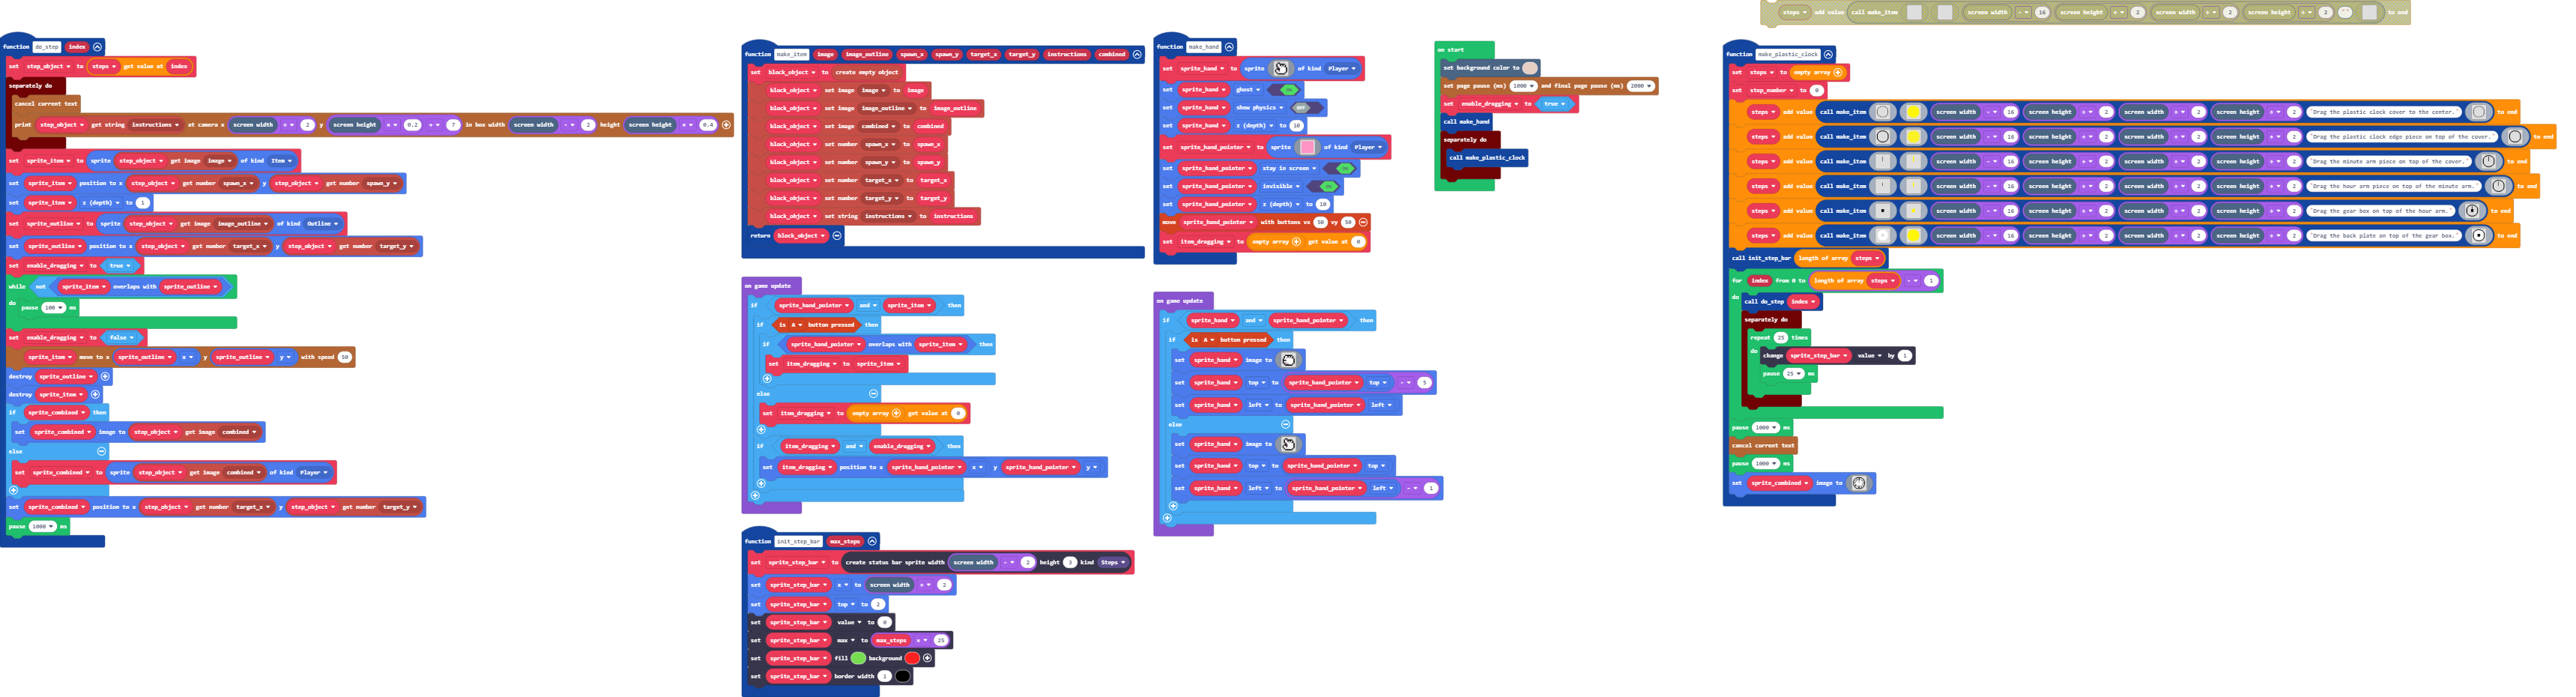 steps add value call make_item screen width - 16 screen height ÷ 2 screen width ÷ 2 screen height ÷ 2 " " to end
function do_step index
set step_object to steps get value at index
separately do
cancel current text
print step_object get string instructions at camera x screen width ÷ 2 y screen height × 0.2 + 7 in box width screen width - 2 height screen height × 0.4
set sprite_item to sprite step_object get image image of kind Item
set sprite_item position to x step_object get number spawn_x y step_object get number spawn_y
set sprite_item z (depth) to 1
set sprite_outline to sprite step_object get image image_outline of kind Outline
set sprite_outline position to x step_object get number target_x y step_object get number target_y
set enable_dragging to true
while not sprite_item overlaps with sprite_outline
do
pause 100 ms
set enable_dragging to false
sprite_item move to x sprite_outline x y sprite_outline y with speed 50
destroy sprite_outline
destroy sprite_item
if sprite_combined then
set sprite_combined image to step_object get image combined
else
set sprite_combined to sprite step_object get image combined of kind Player
set sprite_combined position to x step_object get number target_x y step_object get number target_y
pause 1000 ms
function make_item image image_outline spawn_x spawn_y target_x target_y instructions combined
set block_object to create empty object
block_object set image image to image
block_object set image image_outline to image_outline
block_object set image combined to combined
block_object set number spawn_x to spawn_x
block_object set number spawn_y to spawn_y
block_object set number target_x to target_x
block_object set number target_y to target_y
block_object set string instructions to instructions
return block_object
on game update
if sprite_hand_pointer and sprite_item then
if is A button pressed then
if sprite_hand_pointer overlaps with sprite_item then
set item_dragging to sprite_item
else
set item_dragging to empty array get value at 0
if item_dragging and enable_dragging then
set item_dragging position to x sprite_hand_pointer x y sprite_hand_pointer y
function init_step_bar max_steps
set sprite_step_bar to create status bar sprite width screen width - 2 height 3 kind Steps
set sprite_step_bar x to screen width ÷ 2
set sprite_step_bar top to 2
set sprite_step_bar value to 0
set sprite_step_bar max to max_steps × 25
set sprite_step_bar fill background
set sprite_step_bar border width 1
function make_hand
set sprite_hand to sprite of kind Player
set sprite_hand ghost ON
set sprite_hand show physics OFF
set sprite_hand z (depth) to 10
set sprite_hand_pointer to sprite of kind Player
set sprite_hand_pointer stay in screen ON
set sprite_hand_pointer invisible ON
set sprite_hand_pointer z (depth) to 10
move sprite_hand_pointer with buttons vx 50 vy 50
set item_dragging to empty array get value at 0
on game update
if sprite_hand and sprite_hand_pointer then
if is A button pressed then
set sprite_hand image to
set sprite_hand top to sprite_hand_pointer top - 5
set sprite_hand left to sprite_hand_pointer left
else
set sprite_hand image to
set sprite_hand top to sprite_hand_pointer top
set sprite_hand left to sprite_hand_pointer left - 1
on start
set background color to
set page pause (ms) 1000 and final page pause (ms) 2000
set enable_dragging to true
call make_hand
separately do
call make_plastic_clock
function make_plastic_clock
set steps to empty array
set step_number to 0
steps add value call make_item screen width - 16 screen height ÷ 2 screen width ÷ 2 screen height ÷ 2 "Drag the plastic clock cover to the center." to end
steps add value call make_item screen width - 16 screen height ÷ 2 screen width ÷ 2 screen height ÷ 2 "Drag the plastic clock edge piece on top of the cover." to end
steps add value call make_item screen width - 16 screen height ÷ 2 screen width ÷ 2 screen height ÷ 2 "Drag the minute arm piece on top of the cover." to end
steps add value call make_item screen width - 16 screen height ÷ 2 screen width ÷ 2 screen height ÷ 2 "Drag the hour arm piece on top of the minute arm." to end
steps add value call make_item screen width - 16 screen height ÷ 2 screen width ÷ 2 screen height ÷ 2 "Drag the gear box on top of the hour arm." to end
steps add value call make_item screen width - 16 screen height ÷ 2 screen width ÷ 2 screen height ÷ 2 "Drag the back plate on top of the gear box." to end
call init_step_bar length of array steps
for index from 0 to length of array steps - 1
do
call do_step index
separately do
repeat 25 times
do
change sprite_step_bar value by 1
pause 25 ms
pause 1000 ms
cancel current text
pause 1000 ms
set sprite_combined image to